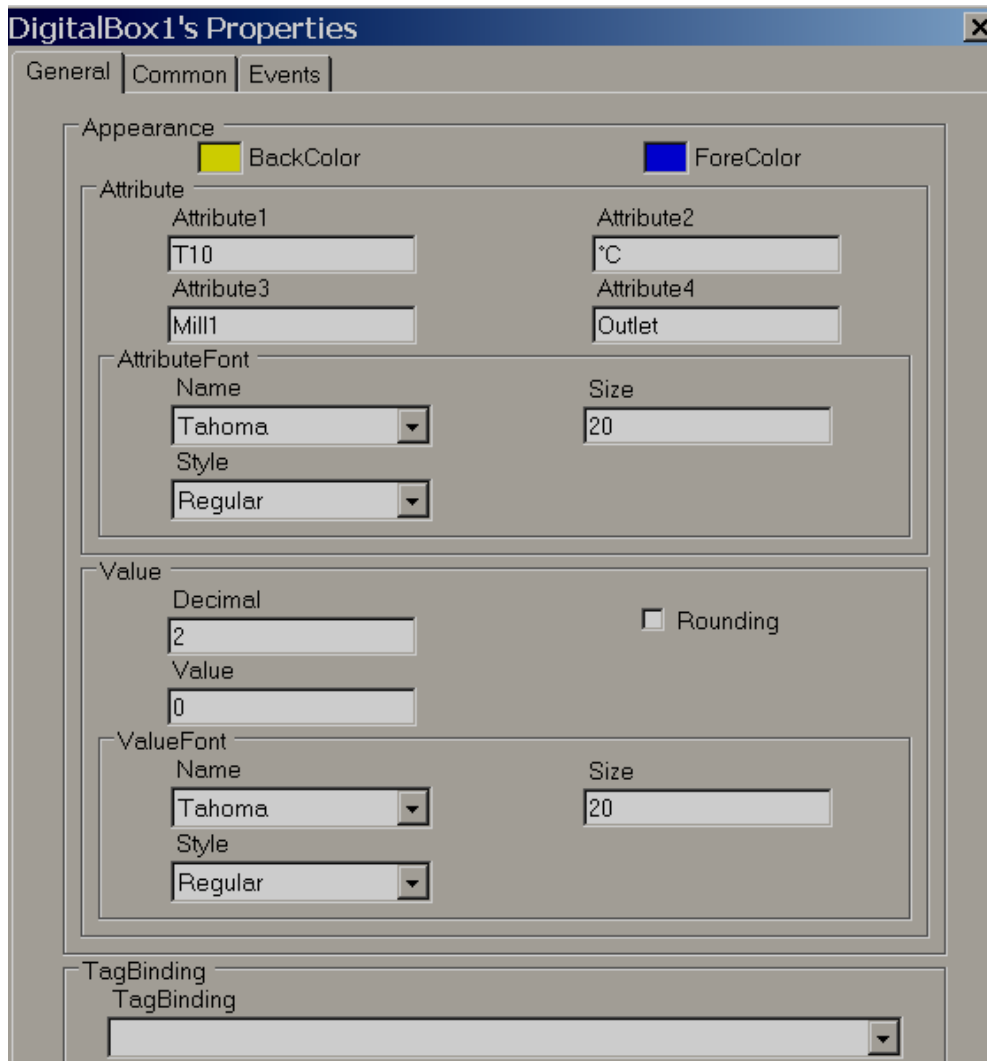 DigitalBox1's Properties
General Common Events
Appearance
BackColor ForeColor
Attribute
Attribute1 Attribute2
T10 °C
Attribute3 Attribute4
Mill1 Outlet
AttributeFont
Name Size
Tahoma 20
Style
Regular
Value
Decimal
2 Rounding
Value
0
ValueFont
Name Size
Tahoma 20
Style
Regular
TagBinding
TagBinding